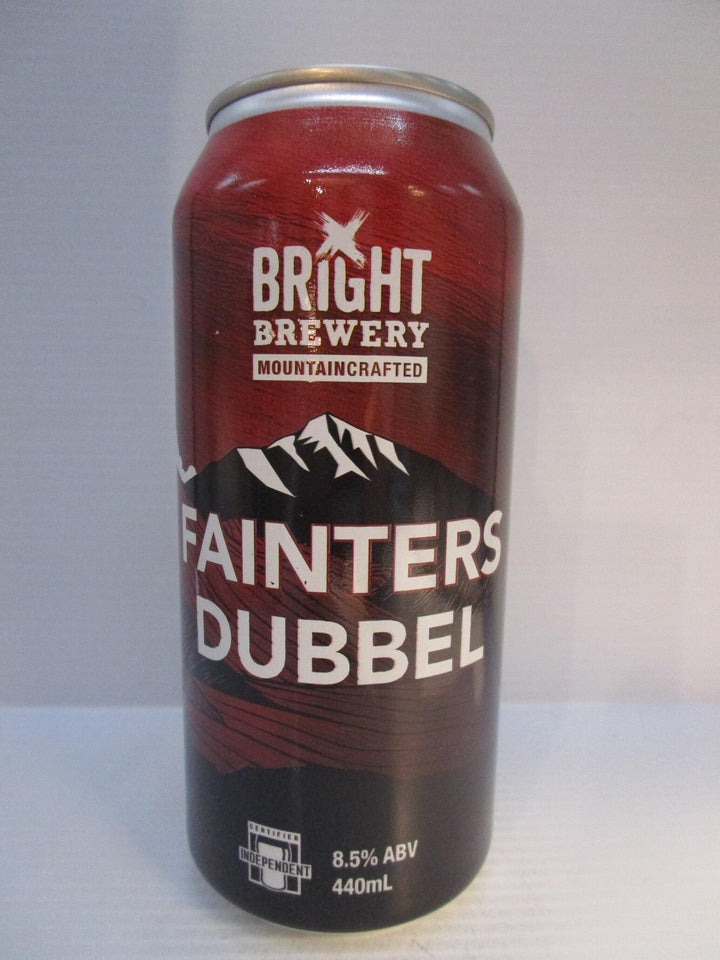 BRIGHT
BREWERY
MOUNTAINCRAFTED
FAINTERS
DUBBEL
CERTIFIED
INDEPENDENT
8.5% ABV
440mL